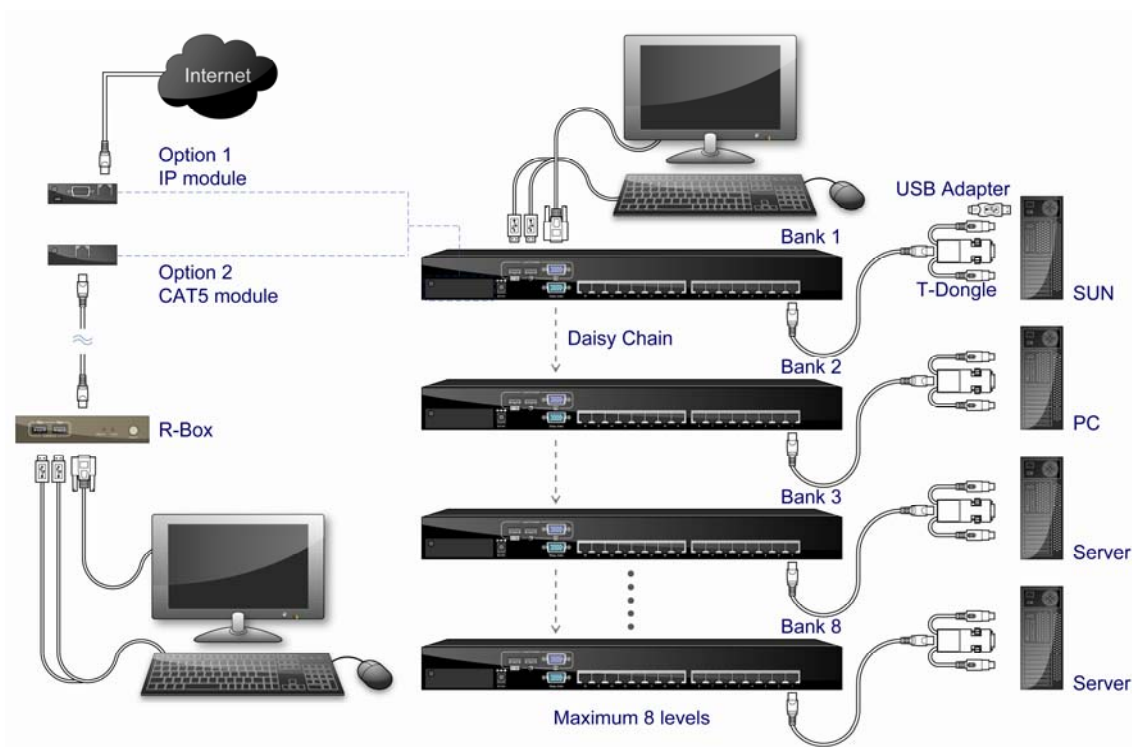 Internet
Option 1
IP module
Option 2
CAT5 module
R-Box
Bank 1
USB Adapter
T-Dongle
SUN
Daisy Chain
Bank 2
PC
Bank 3
Server
Bank 8
Server
Maximum 8 levels